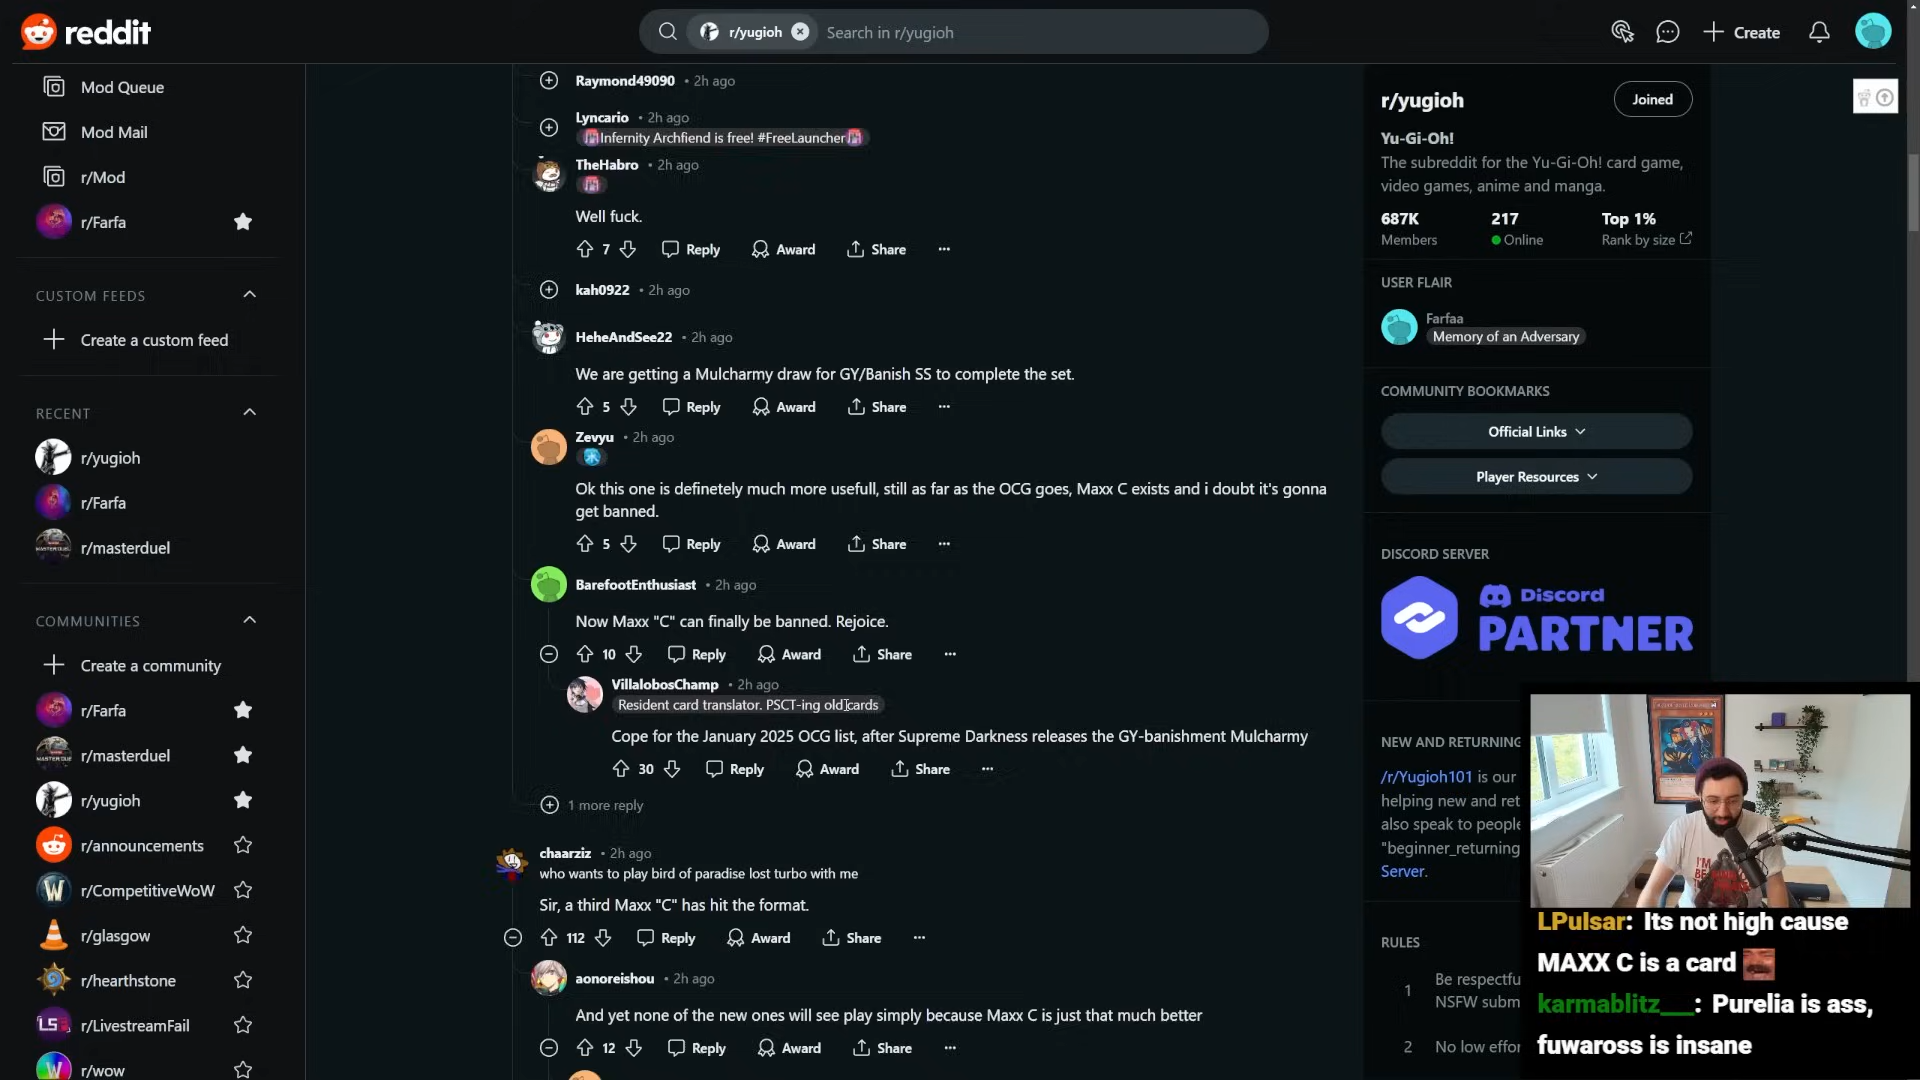 reddit
r/yugioh
Search in r/yugioh
Create
Mod Queue
Mod Mail
r/Mod
r/Farfa
CUSTOM FEEDS
Create a custom feed
RECENT
r/yugioh
r/Farfa
r/masterduel
COMMUNITIES
Create a community
r/Farfa
r/masterduel
r/yugioh
r/announcements
r/CompetitiveWoW
r/glasgow
r/hearthstone
r/LivestreamFail
r/wow
Raymond49090 • 2h ago
Lyncario • 2h ago
Infernity Archfiend is free! #FreeLauncher
TheHabro • 2h ago
Well fuck.
7 Reply Award Share
kah0922 • 2h ago
HeheAndSee22 • 2h ago
We are getting a Mulcharmy draw for GY/Banish SS to complete the set.
5 Reply Award Share
Zevyu • 2h ago
Ok this one is definetely much more usefull, still as far as the OCG goes, Maxx C exists and i doubt it's gonna
get banned.
5 Reply Award Share
BarefootEnthusiast • 2h ago
Now Maxx "C" can finally be banned. Rejoice.
10 Reply Award Share
VillalobosChamp • 2h ago
Resident card translator. PSCT-ing old cards
Cope for the January 2025 OCG list, after Supreme Darkness releases the GY-banishment Mulcharmy
30 Reply Award Share
1 more reply
chaarziz • 2h ago
who wants to play bird of paradise lost turbo with me
Sir, a third Maxx "C" has hit the format.
112 Reply Award Share
aonoreishou • 2h ago
And yet none of the new ones will see play simply because Maxx C is just that much better
12 Reply Award Share
r/yugioh
Joined
Yu-Gi-Oh!
The subreddit for the Yu-Gi-Oh! card game,
video games, anime and manga.
687K 217 Top 1%
Members Online Rank by size
USER FLAIR
Farfaa
Memory of an Adversary
COMMUNITY BOOKMARKS
Official Links
Player Resources
DISCORD SERVER
Discord
PARTNER
NEW AND RETURNING
/r/Yugioh101 is our
helping new and ret
also speak to people
"beginner_returning
Server.
RULES
1 Be respectfu
NSFW subm
2 No low effor
LPulsar: Its not high cause
MAXX C is a card
karmablitz__: Purelia is ass,
fuwaross is insane